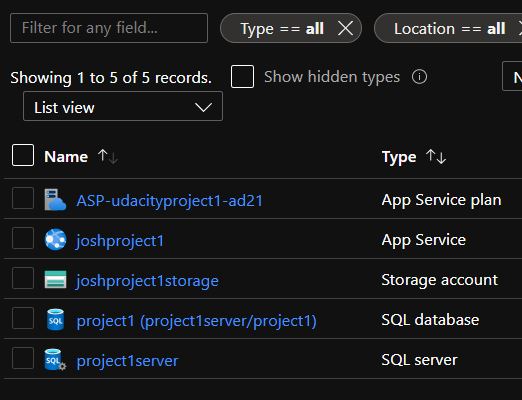 Filter for any field...
Type == all
Location == all
Showing 1 to 5 of 5 records.
Show hidden types
List view
Name
Type
ASP-udacityproject1-ad21
App Service plan
joshproject1
App Service
joshproject1storage
Storage account
project1 (project1server/project1)
SQL database
project1server
SQL server